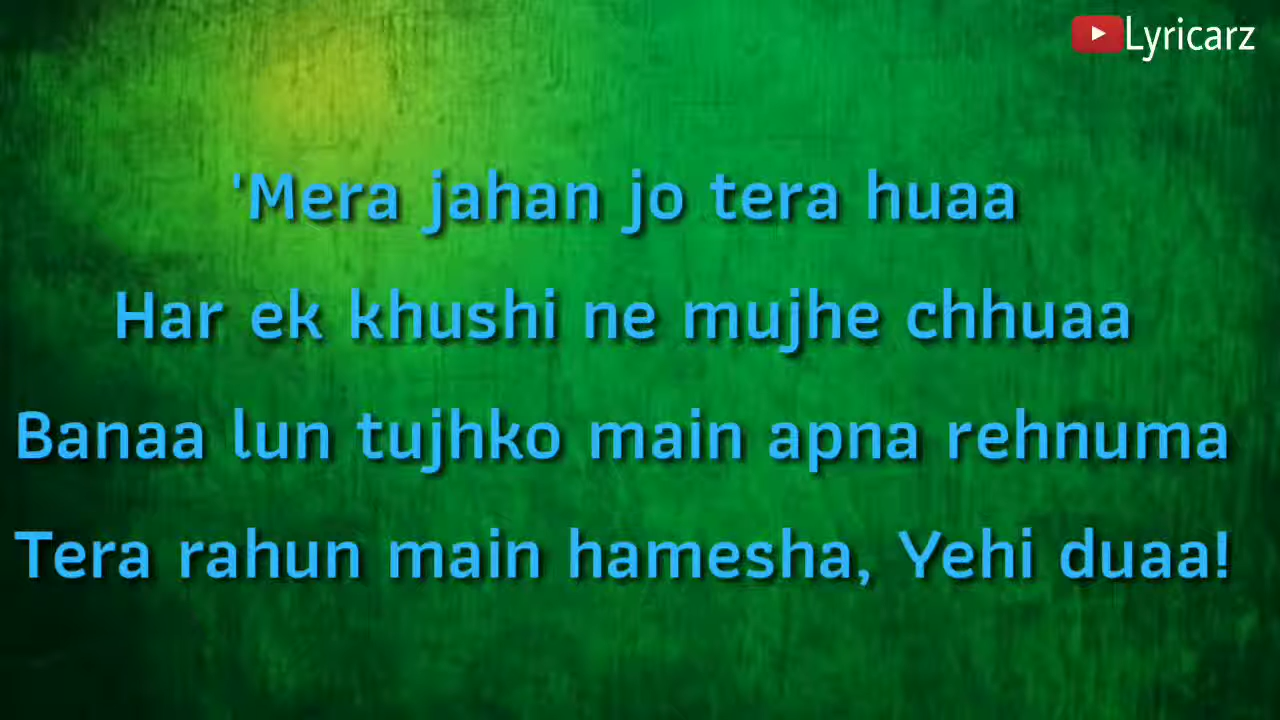 Lyricarz
'Mera jahan jo tera huaa
Har ek khushi ne mujhe chhuaa
Banaa lun tujhko main apna rehnuma
Tera rahun main hamesha, Yehi duaa!